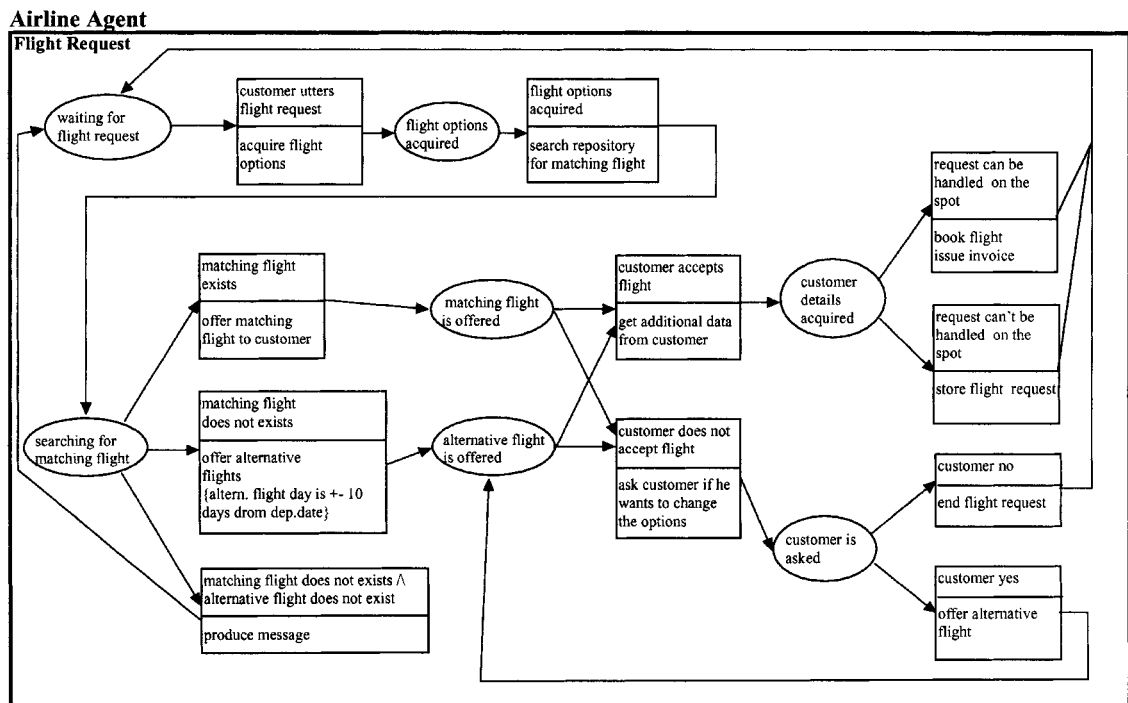 Airline Agent
Flight Request
waiting for
flight request
customer utters
flight request
acquire flight
options
flight options
acquired
flight options
acquired
search repository
for matching flight
request can be
handled on the
spot
book flight
issue invoice
matching flight
exists
offer matching
flight to customer
matching flight
is offered
customer accepts
flight
get additional data
from customer
customer
details
acquired
request can't be
handled on the
spot
store flight request
searching for
matching flight
matching flight
does not exists
offer alternative
flights
{altern. flight day is +- 10
days drom dep.date}
alternative flight
is offered
customer does not
accept flight
ask customer if he
wants to change
the options
customer is
asked
customer no
end flight request
customer yes
offer alternative
flight
matching flight does not exists Λ
alternative flight does not exist
produce message